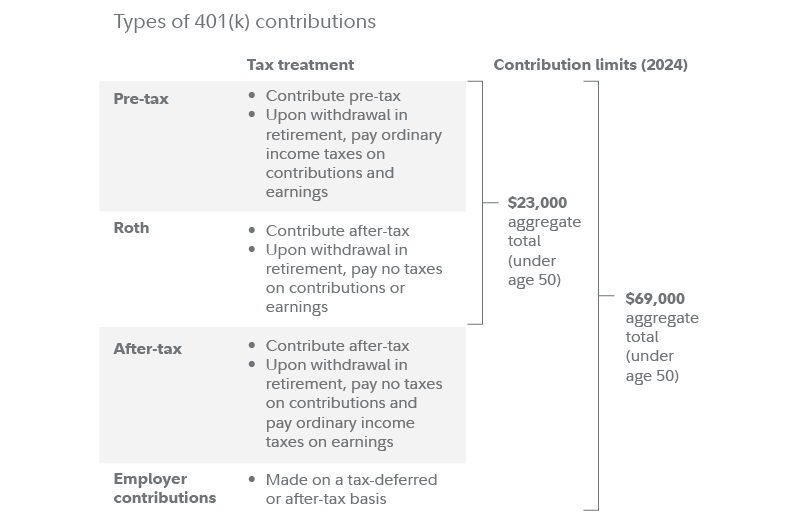 Types of 401(k) contributions
Tax treatment
Contribution limits (2024)
Pre-tax
• Contribute pre-tax
• Upon withdrawal in
retirement, pay ordinary
income taxes on
contributions and
earnings
Roth
• Contribute after-tax
• Upon withdrawal in
retirement, pay no taxes
on contributions or
earnings
$23,000
aggregate
total
(under
age 50)
After-tax
• Contribute after-tax
• Upon withdrawal in
retirement, pay no taxes
on contributions and
pay ordinary income
taxes on earnings
Employer
contributions
• Made on a tax-deferred
or after-tax basis
$69,000
aggregate
total
(under
age 50)